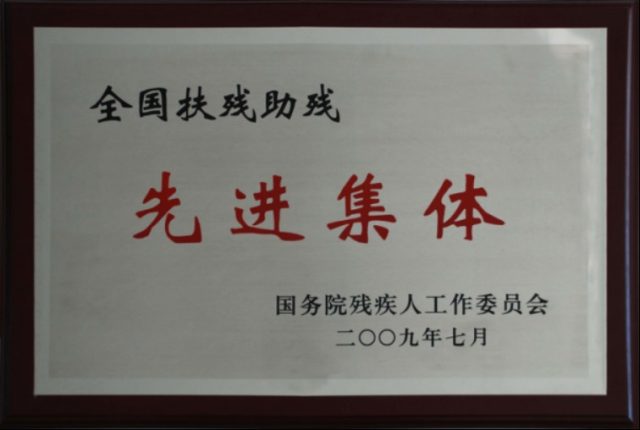 全国扶残助残
先进集体
国务院残疾人工作委员会
二〇〇九年七月